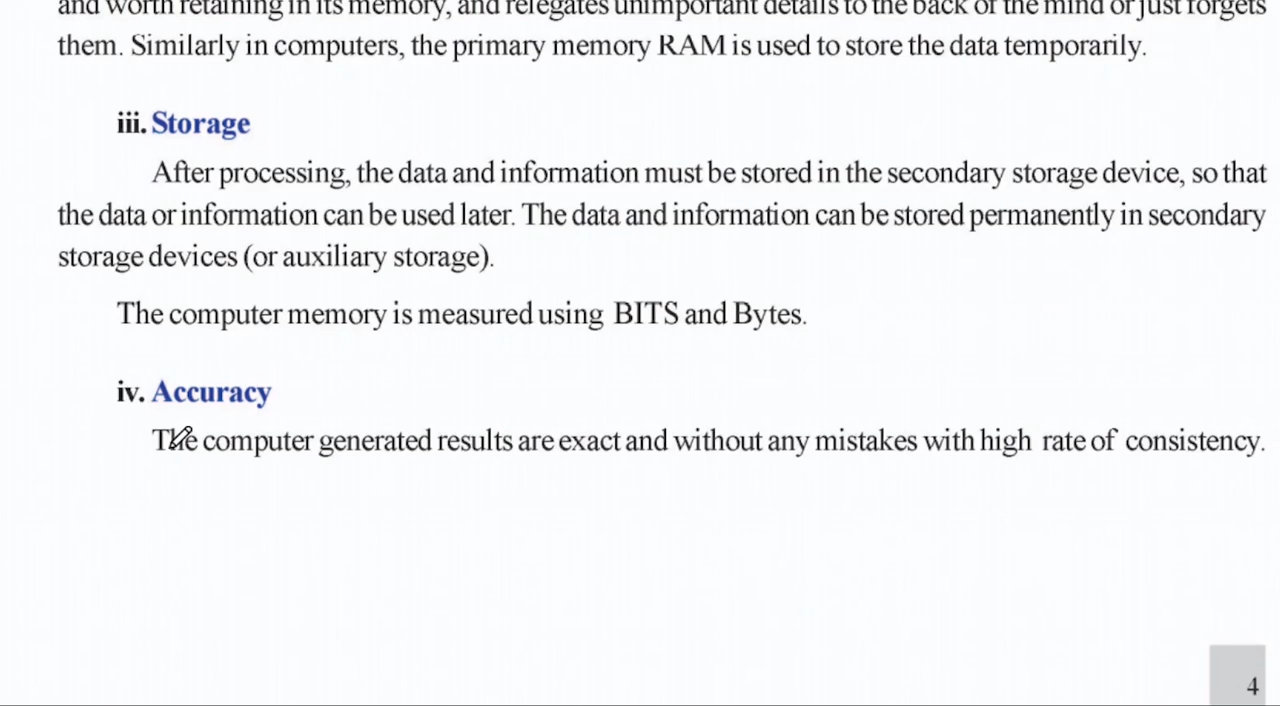 and worth retaining in its memory, and relegates unimportant details to the back of the mind or just forgets
them. Similarly in computers, the primary memory RAM is used to store the data temporarily.
iii. Storage
After processing, the data and information must be stored in the secondary storage device, so that
the data or information can be used later. The data and information can be stored permanently in secondary
storage devices (or auxiliary storage).
The computer memory is measured using BITS and Bytes.
iv. Accuracy
The computer generated results are exact and without any mistakes with high rate of consistency.
4